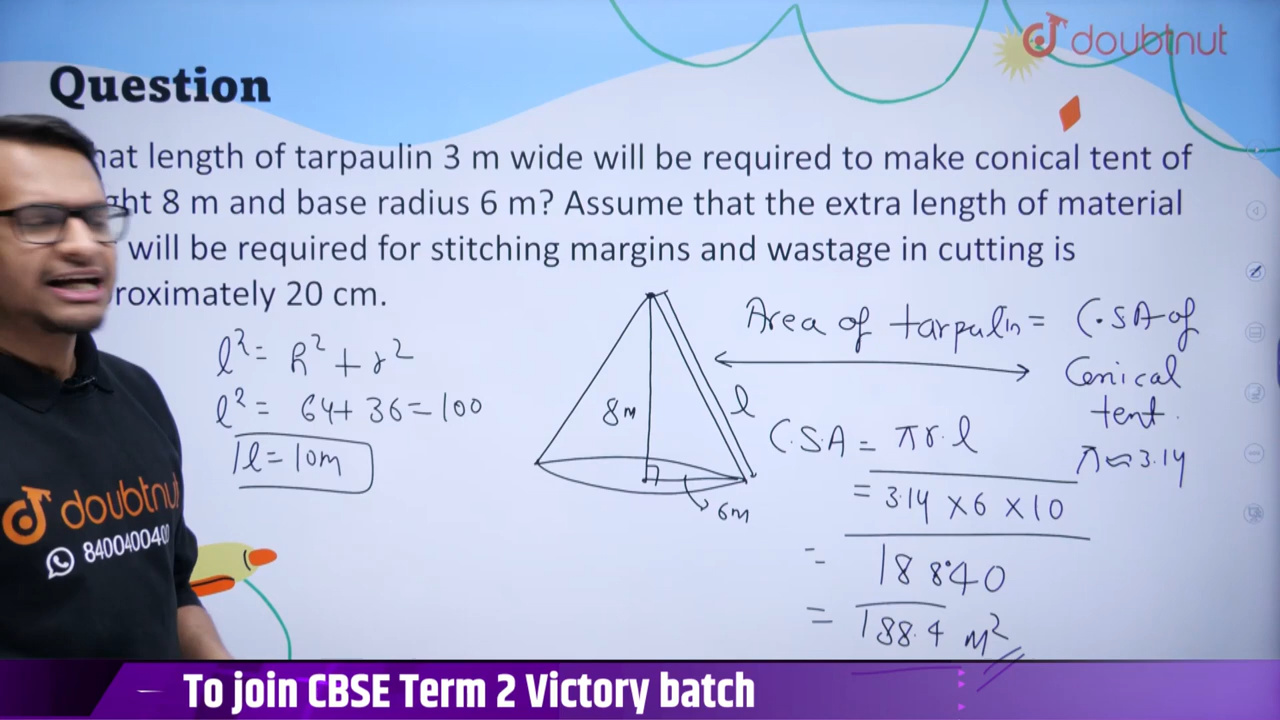 doubtnut
Question
hat length of tarpaulin 3 m wide will be required to make conical tent of
ght 8 m and base radius 6 m? Assume that the extra length of material
will be required for stitching margins and wastage in cutting is
roximately 20 cm.
l² = h² + r²
l² = 64 + 36 = 100
l = 10m
8m
l
6m
Area of tarpulin = C.S.A of
Conical
tent.
C.S.A = πr.l
π ≈ 3.14
= 3.14 × 6 × 10
= 188.40
= 188.4 m²
doubtnut
8400400400
To join CBSE Term 2 Victory batch